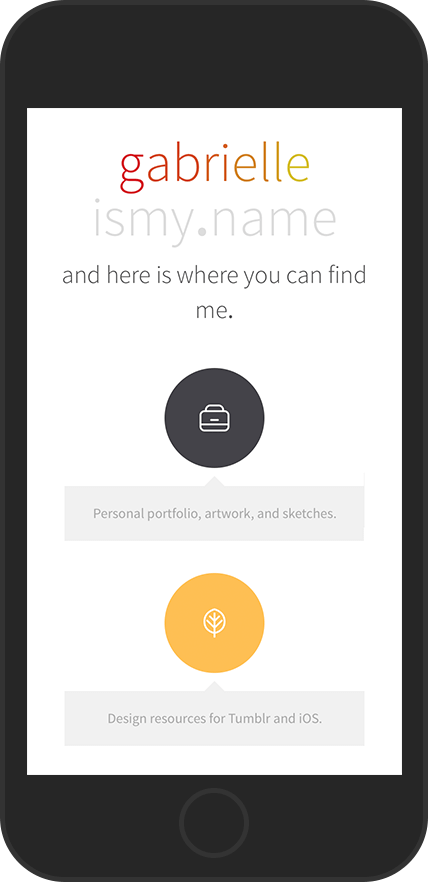 gabrielle
ismy.name
and here is where you can find
me.
Personal portfolio, artwork, and sketches.
Design resources for Tumblr and iOS.